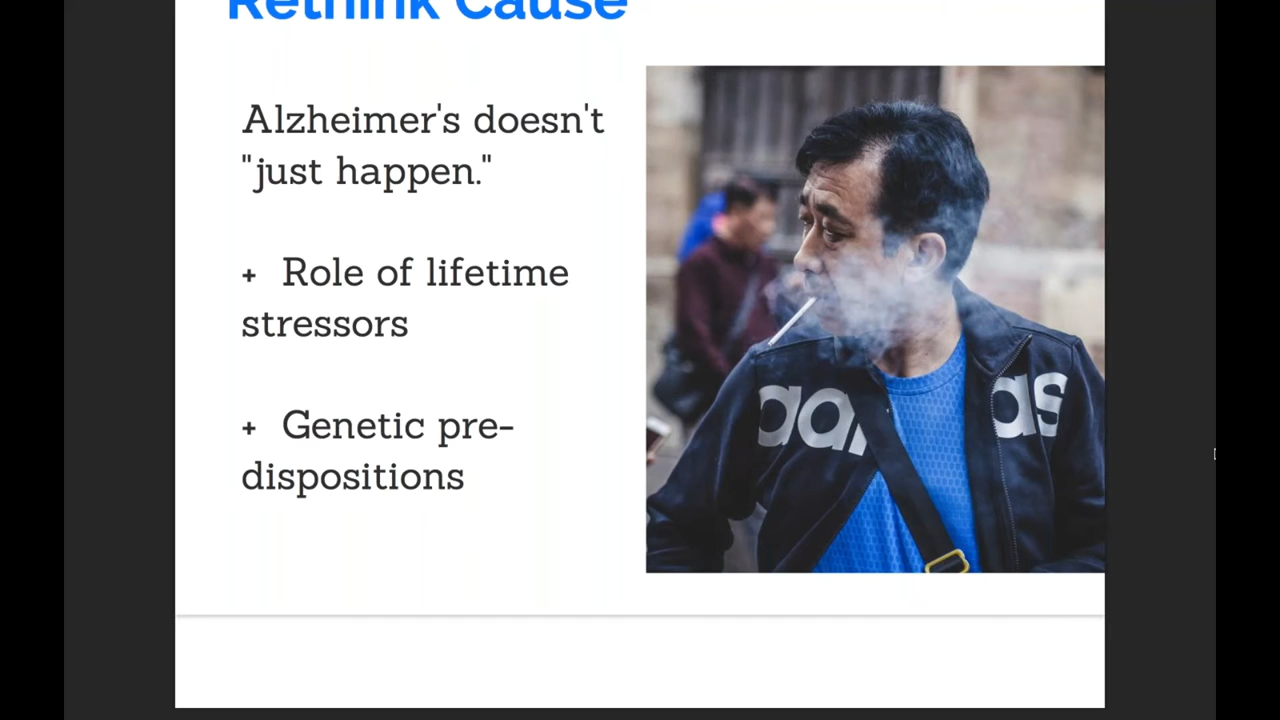 Rethink Cause
Alzheimer's doesn't
"just happen."
+ Role of lifetime
stressors
+ Genetic pre-
dispositions